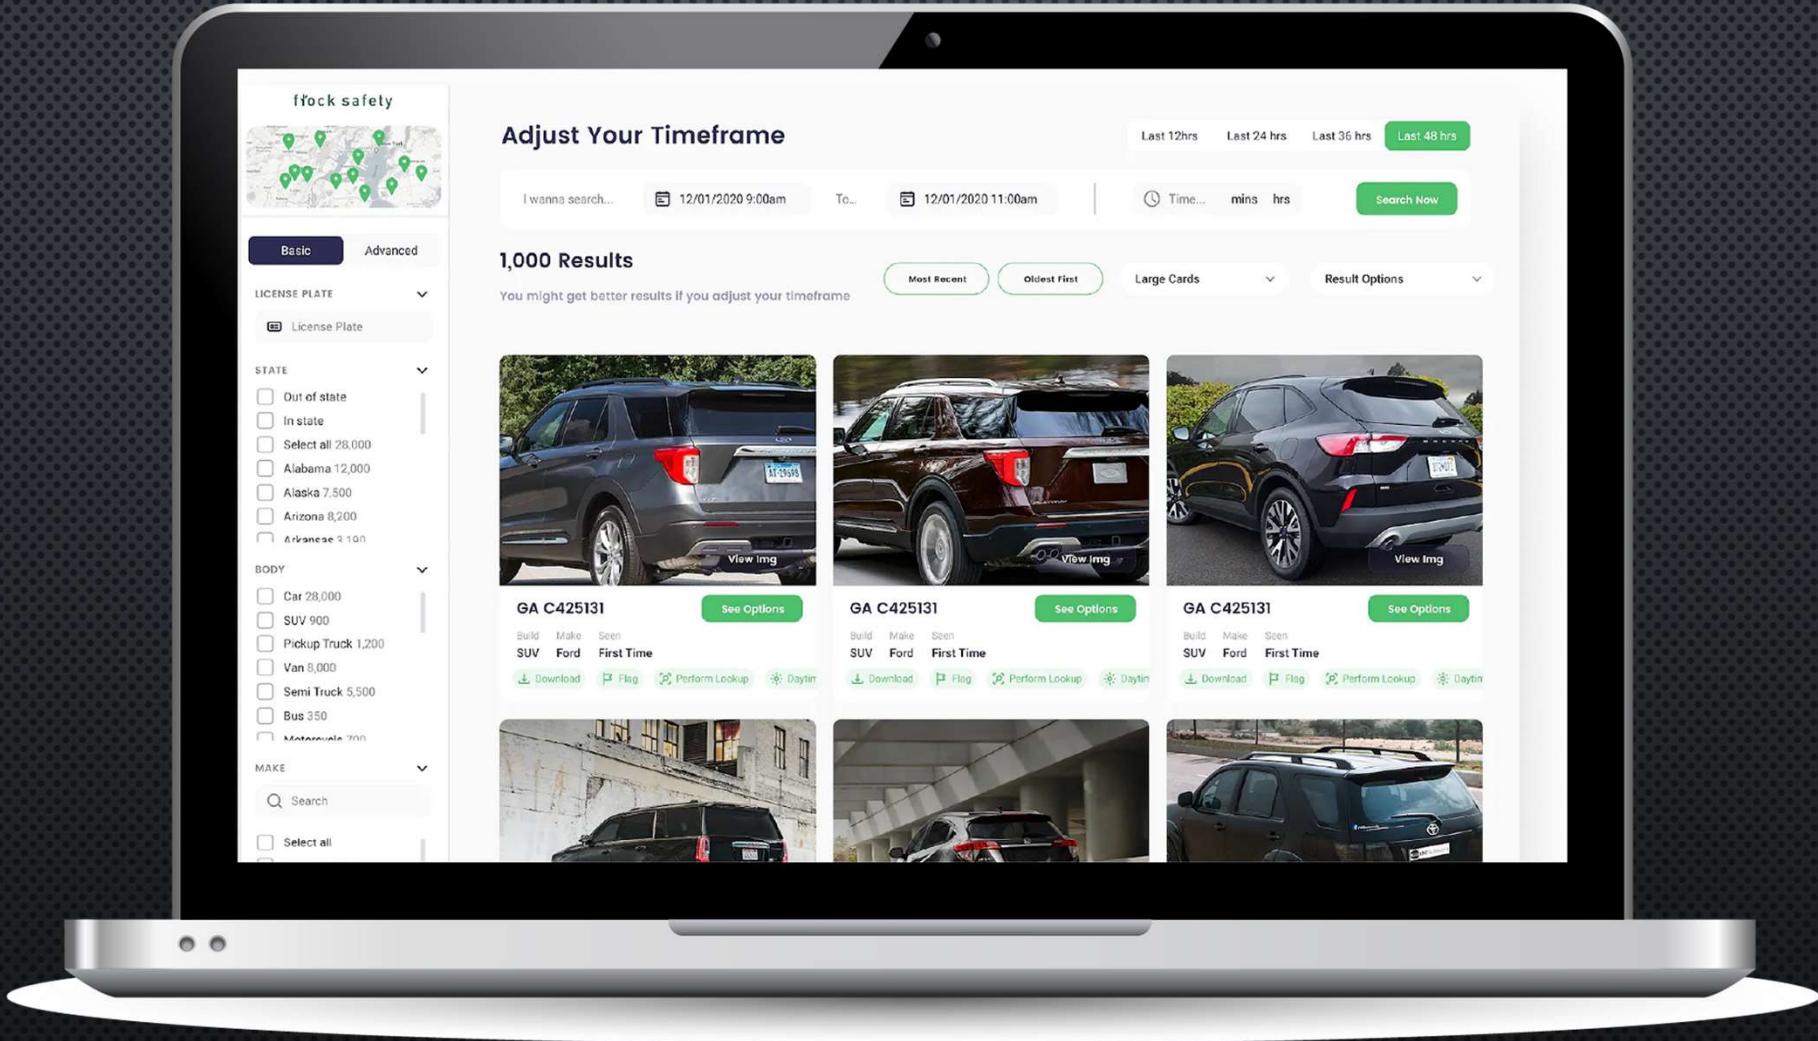 flock safety
Basic
Advanced
LICENSE PLATE
License Plate
STATE
Out of state
In state
Select all 28,000
Alabama 12,000
Alaska 7,500
Arizona 8,200
Arkansas 3,190
BODY
Car 28,000
SUV 900
Pickup Truck 1,200
Van 8,000
Semi Truck 5,500
Bus 350
Motorcycle 700
MAKE
Search
Select all
Adjust Your Timeframe
Last 12hrs Last 24 hrs Last 36 hrs Last 48 hrs
I wanna search... 12/01/2020 9:00am To... 12/01/2020 11:00am Time... mins hrs Search Now
1,000 Results
You might get better results if you adjust your timeframe
Most Recent Oldest First Large Cards Result Options
View Img
View Img
View Img
GA C425131 See Options
Build Make Seen
SUV Ford First Time
Download Flag Perform Lookup Daytim
GA C425131 See Options
Build Make Seen
SUV Ford First Time
Download Flag Perform Lookup Daytin
GA C425131 See Options
Build Make Seen
SUV Ford First Time
Download Flag Perform Lookup Daytim